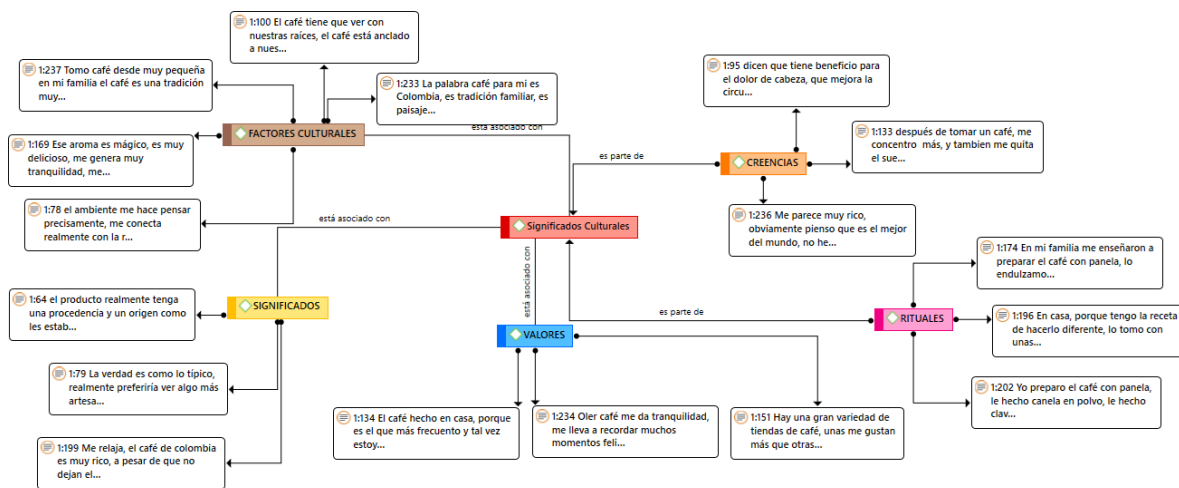 1:100 El café tiene que ver con
nuestras raíces, el café está anclado
a nues...
1:237 Tomo café desde muy pequeña
en mi familia el café es una tradición
muy...
1:233 La palabra café para mi es
Colombia, es tradición familiar, es
paisaje...
FACTORES CULTURALES
está asociado con
1:169 Ese aroma es mágico, es muy
delicioso, me genera muy
tranquilidad, me...
1:78 el ambiente me hace pensar
precisamente, me conecta
realmente con la r...
1:95 dicen que tiene beneficio para
el dolor de cabeza, que mejora la
circu...
1:133 después de tomar un café, me
concentro más, y tambien me quita
el sue...
es parte de
CREENCIAS
1:236 Me parece muy rico,
obviamente pienso que es el mejor
del mundo, no he...
está asociado con
Significados Culturales
está asociado con
1:174 En mi familia me enseñaron a
preparar el café con panela, lo
endulzamo...
1:64 el producto realmente tenga
una procedencia y un origen como
les estab...
SIGNIFICADOS
es parte de
RITUALES
1:196 En casa, porque tengo la receta
de hacerlo diferente, lo tomo con
unas...
VALORES
1:79 La verdad es como lo típico,
realmente preferiría ver algo más
artesa...
1:202 Yo preparo el café con panela,
le hecho canela en polvo, le hecho
clav...
1:134 El café hecho en casa, porque
es el que más frecuento y tal vez
estoy...
1:234 Oler café me da tranquilidad,
me lleva a recordar muchos
momentos feli...
1:151 Hay una gran variedad de
tiendas de café, unas me gustan
más que otras...
1:199 Me relaja, el café de colombia
es muy rico, a pesar de que no
dejan el...